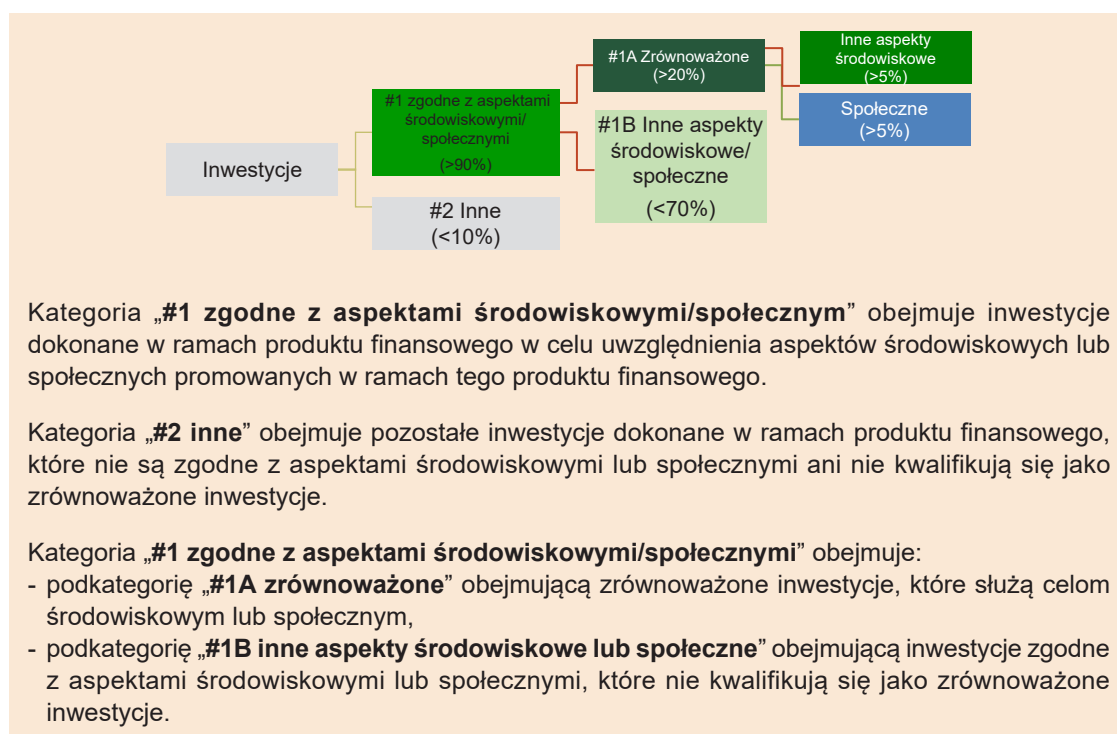 Inwestycje
#1 zgodne z aspektami
środowiskowymi/
społecznymi
(>90%)
#2 Inne
(<10%)
#1A Zrównoważone
(>20%)
#1B Inne aspekty
środowiskowe/
społeczne
(<70%)
Inne aspekty
środowiskowe
(>5%)
Społeczne
(>5%)
Kategoria „#1 zgodne z aspektami środowiskowymi/społecznym” obejmuje inwestycje
dokonane w ramach produktu finansowego w celu uwzględnienia aspektów środowiskowych lub
społecznych promowanych w ramach tego produktu finansowego.
Kategoria „#2 inne” obejmuje pozostałe inwestycje dokonane w ramach produktu finansowego,
które nie są zgodne z aspektami środowiskowymi lub społecznymi ani nie kwalifikują się jako
zrównoważone inwestycje.
Kategoria „#1 zgodne z aspektami środowiskowymi/społecznymi” obejmuje:
- podkategorię „#1A zrównoważone” obejmującą zrównoważone inwestycje, które służą celom
środowiskowym lub społecznym,
- podkategorię „#1B inne aspekty środowiskowe lub społeczne” obejmującą inwestycje zgodne
z aspektami środowiskowymi lub społecznymi, które nie kwalifikują się jako zrównoważone
inwestycje.